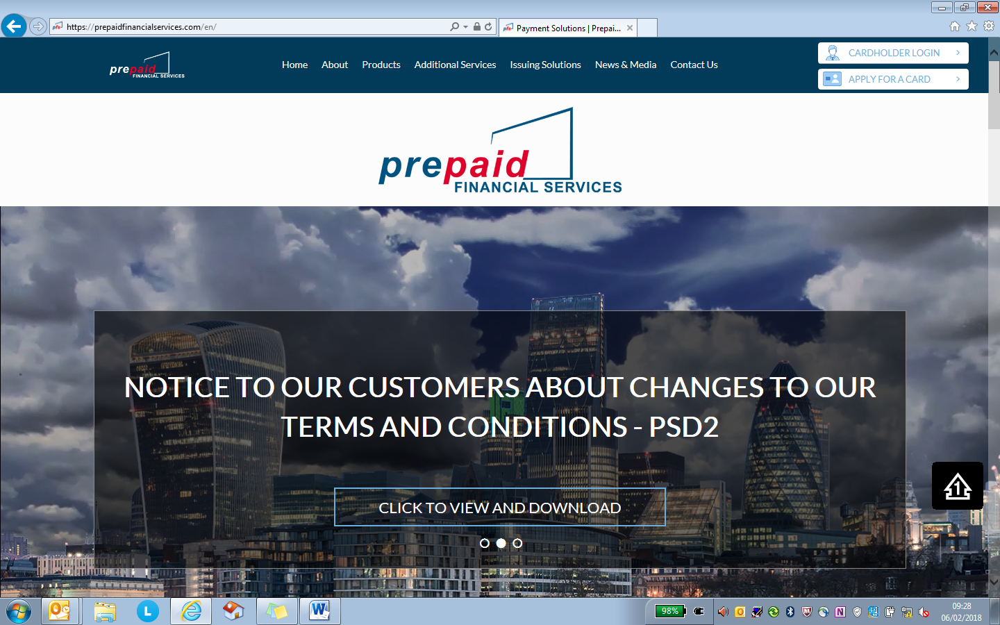 https://prepaidfinancialservices.com/en/
Payment Solutions | Prepai...
prepaid
FINANCIAL SERVICES
Home
About
Products
Additional Services
Issuing Solutions
News & Media
Contact Us
CARDHOLDER LOGIN
APPLY FOR A CARD
prepaid
FINANCIAL SERVICES
NOTICE TO OUR CUSTOMERS ABOUT CHANGES TO OUR
TERMS AND CONDITIONS - PSD2
CLICK TO VIEW AND DOWNLOAD
1
L
W
98%
N
09:28
06/02/2018